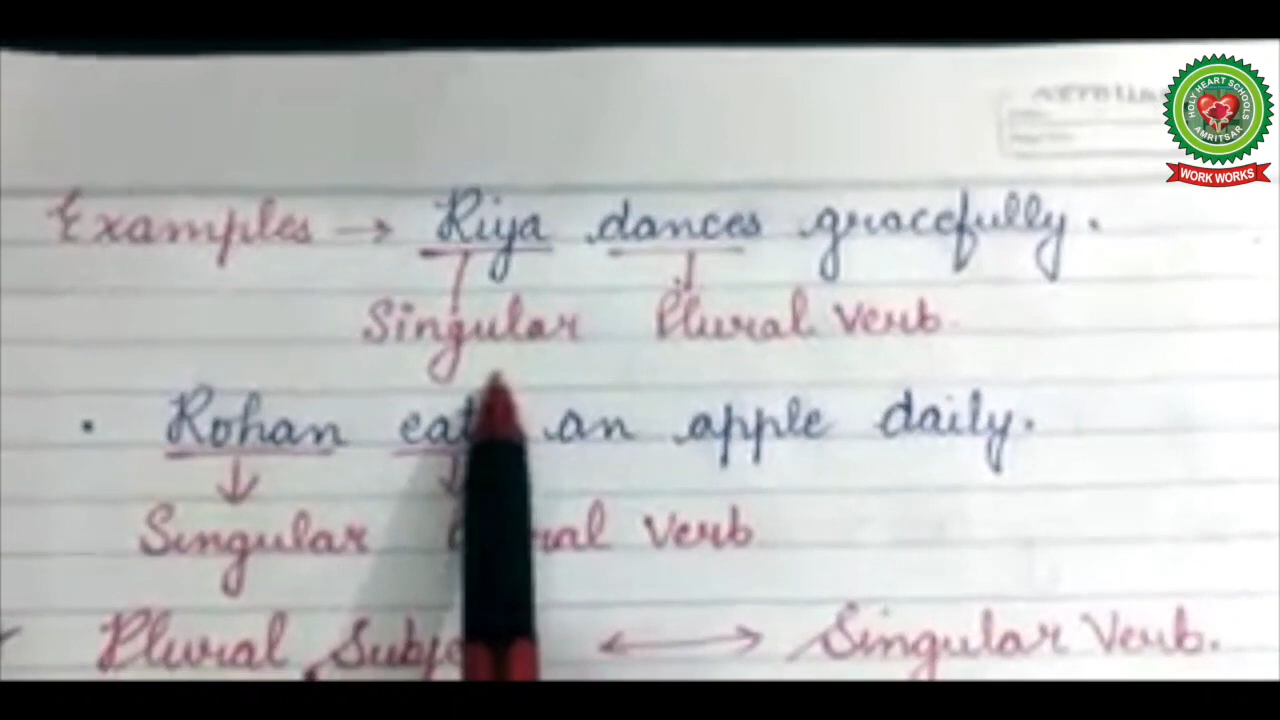 HOLY HEART SCHOOLS
AMRITSAR
WORK WORKS
Examples → Riya dances gracefully.
Singular Plural Verb
· Rohan an apple daily.
Singular Verb
Plural ↔ Singular Verb.